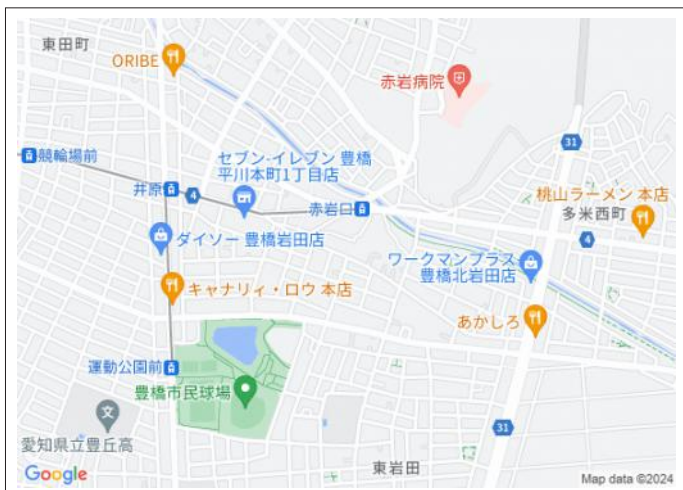 東田町
ORIBE
赤岩病院
31
競輪場前
セブン-イレブン 豊橋
平川本町1丁目店
井原
4
赤岩口
桃山ラーメン 本店
多米西町
4
ダイソー 豊橋岩田店
ワークマンプラス
豊橋北岩田店
キャナリィ・ロウ 本店
あかしろ
運動公園前
豊橋市民球場
文
31
愛知県立豊丘高
東岩田
Google
Map data ©2024